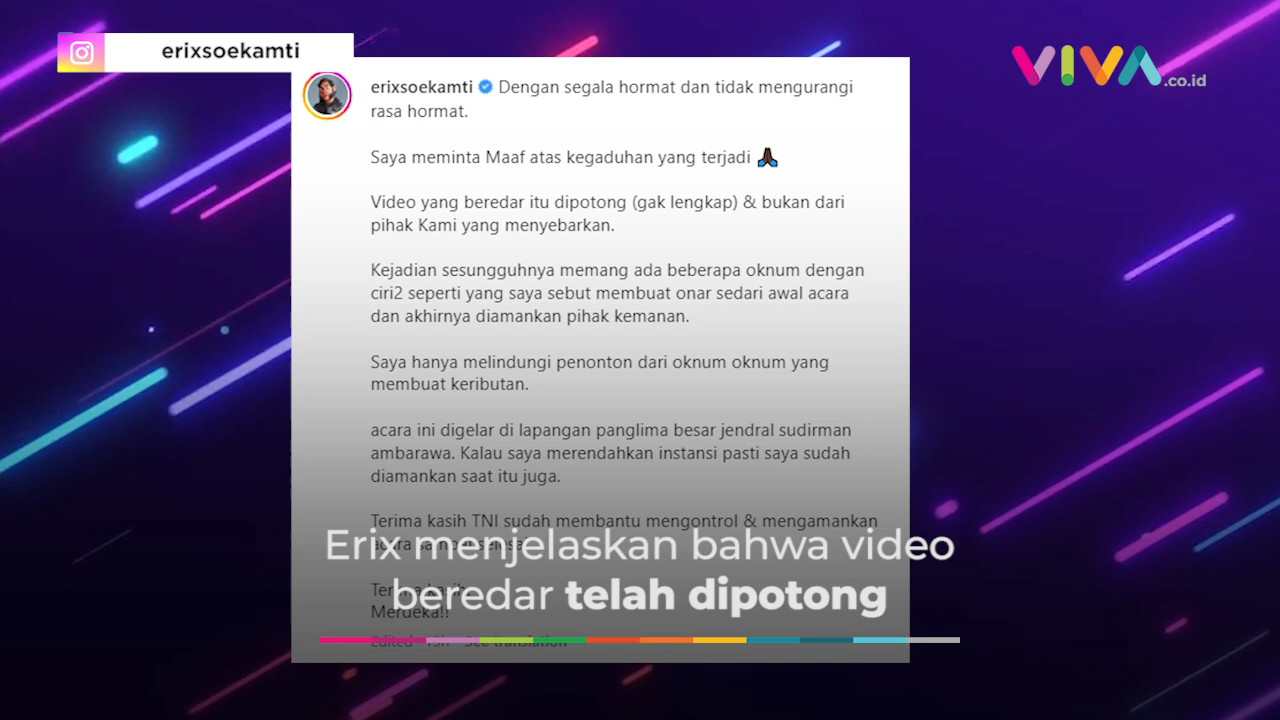 erixsoekamti
VIVA.co.id
erixsoekamti Dengan segala hormat dan tidak mengurangi
rasa hormat.
Saya meminta Maaf atas kegaduhan yang terjadi 🙏🏿
Video yang beredar itu dipotong (gak lengkap) & bukan dari
pihak Kami yang menyebarkan.
Kejadian sesungguhnya memang ada beberapa oknum dengan
ciri2 seperti yang saya sebut membuat onar sedari awal acara
dan akhirnya diamankan pihak kemanan.
Saya hanya melindungi penonton dari oknum oknum yang
membuat keributan.
acara ini digelar di lapangan panglima besar jendral sudirman
ambarawa. Kalau saya merendahkan instansi pasti saya sudah
diamankan saat itu juga.
Terima kasih TNI sudah membantu mengontrol & mengamankan
Erix menjelaskan bahwa video
beredar telah dipotong
Merdeka!!
Edited See translation